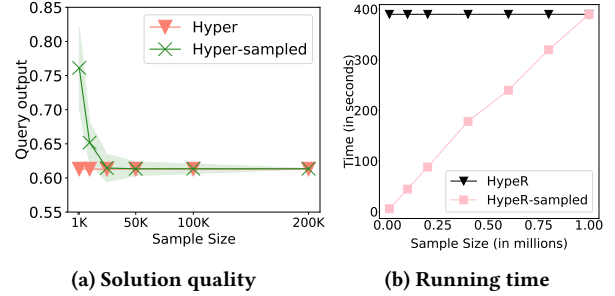 0.85
0.80
0.75
0.70
0.65
0.60
0.55
Query output
Hyper
Hyper-sampled
1K
50K
100K
200K
Sample Size
(a) Solution quality
400
300
200
100
0
Time (in seconds)
HypeR
HypeR-sampled
0.00
0.25
0.50
0.75
1.00
Sample Size (in millions)
(b) Running time